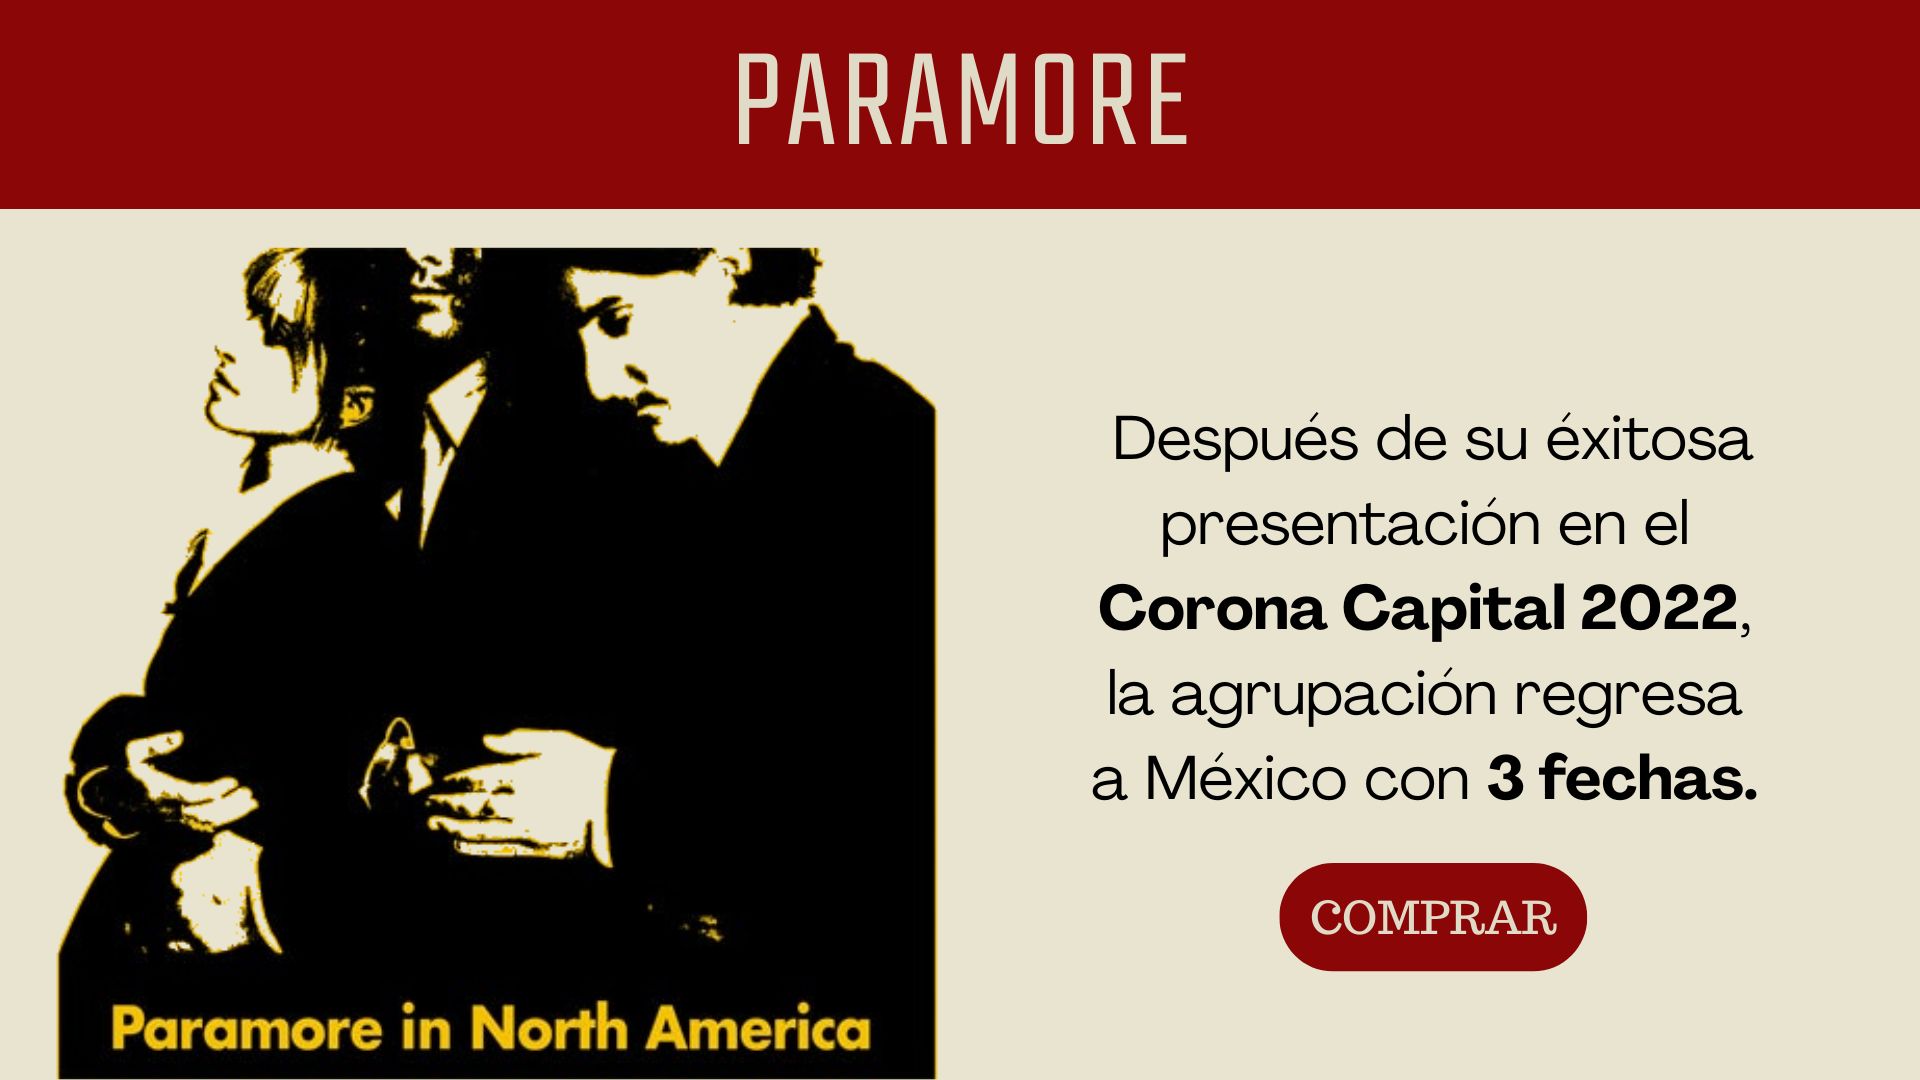 PARAMORE
Después de su éxitosa
presentación en el
Corona Capital 2022,
la agrupación regresa
a México con 3 fechas.
COMPRAR
Paramore in North America